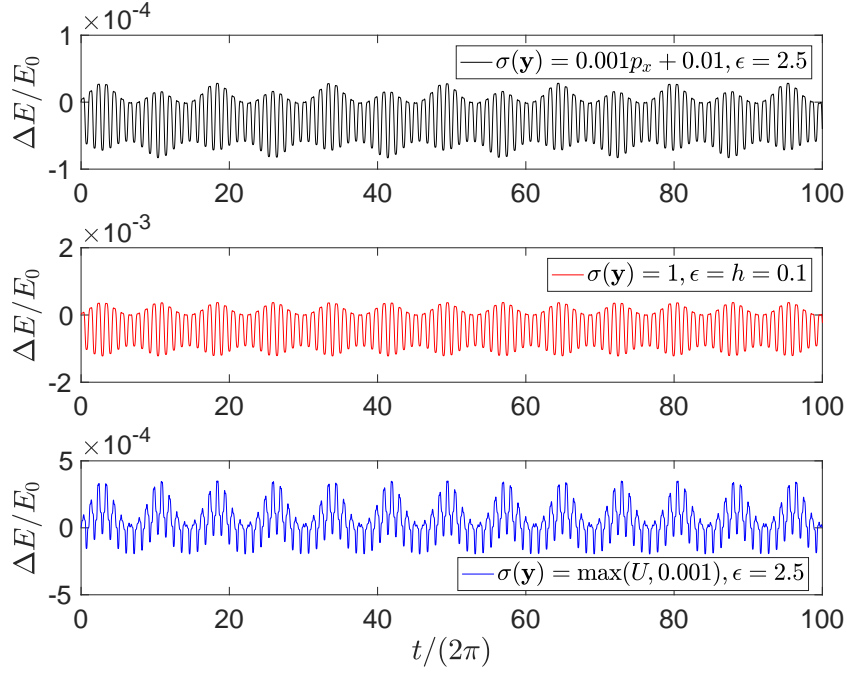 ×10⁻⁴
1
0
-1
ΔE/E₀
σ(𝐲) = 0.001pₓ + 0.01, ϵ = 2.5
0 20 40 60 80 100
×10⁻³
2
0
-2
ΔE/E₀
σ(𝐲) = 1, ϵ = h = 0.1
0 20 40 60 80 100
×10⁻⁴
5
0
-5
ΔE/E₀
σ(𝐲) = max(U, 0.001), ϵ = 2.5
0 20 40 60 80 100
t/(2π)